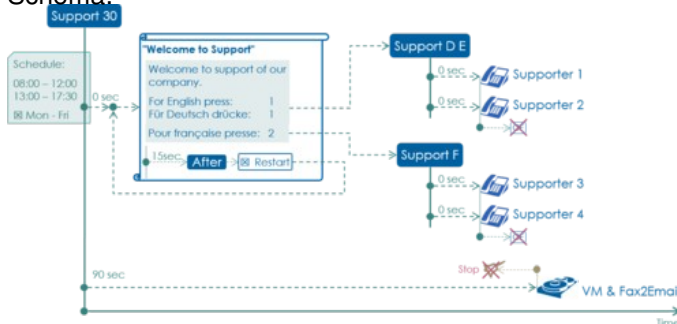 Schema:
Support 30
Schedule:
08:00 – 12:00
13:00 – 17:30
Mon - Fri
0 sec
"Welcome to Support"
Welcome to support of our
company.
For English press: 1
Für Deutsch drücke: 1
Pour française presse: 2
15sec
After
Restart
Support D E
0 sec
Supporter 1
0 sec
Supporter 2
Support F
0 sec
Supporter 3
0 sec
Supporter 4
90 sec
Stop
VM & Fax2Email
Time